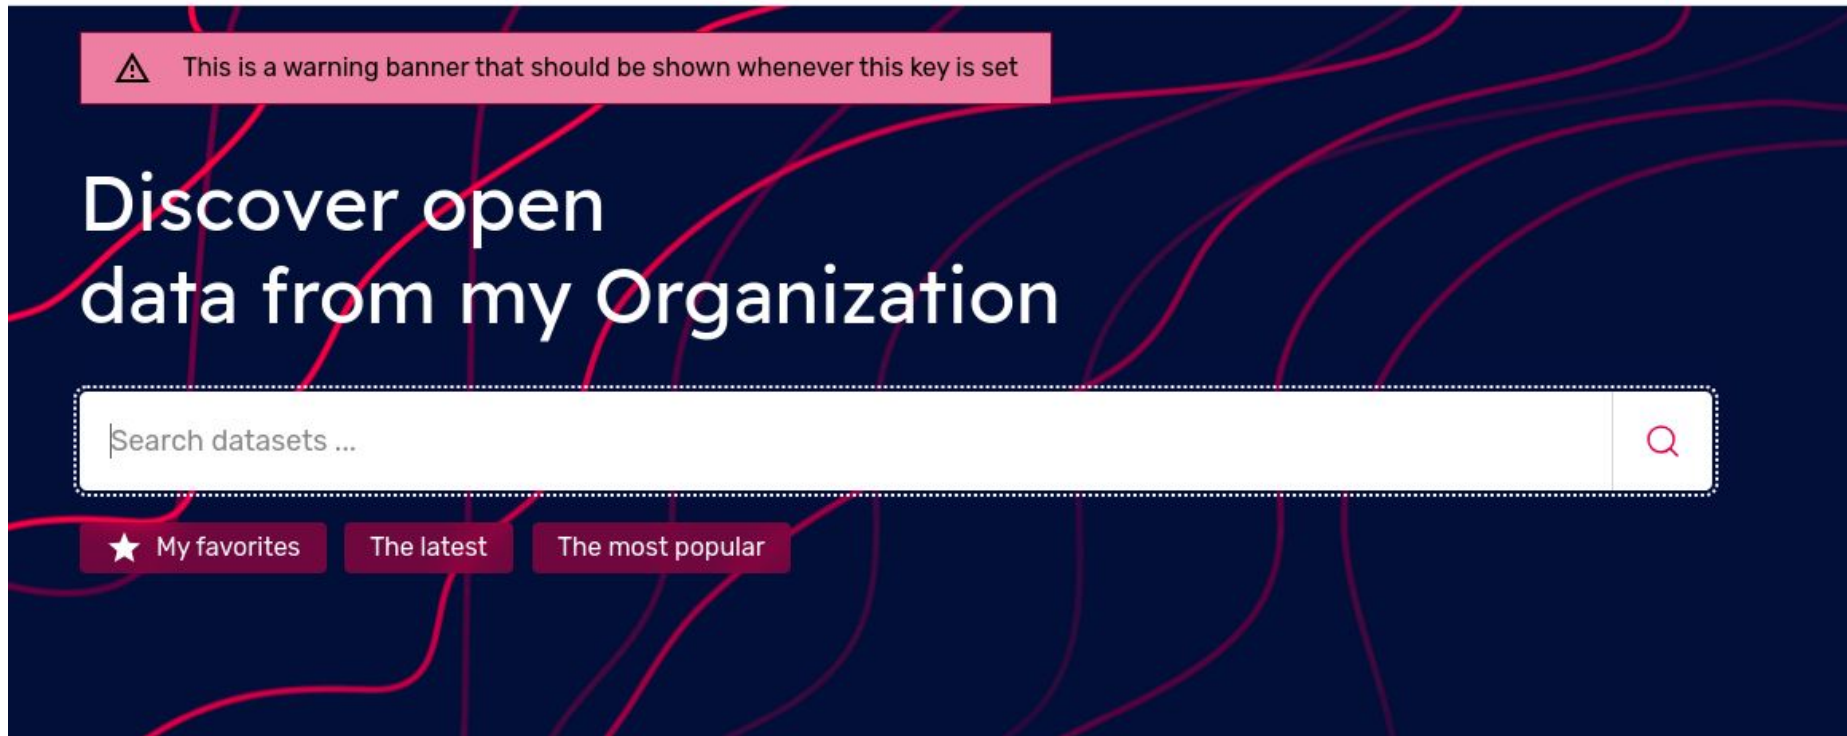 This is a warning banner that should be shown whenever this key is set
Discover open
data from my Organization
Search datasets ...
My favorites
The latest
The most popular